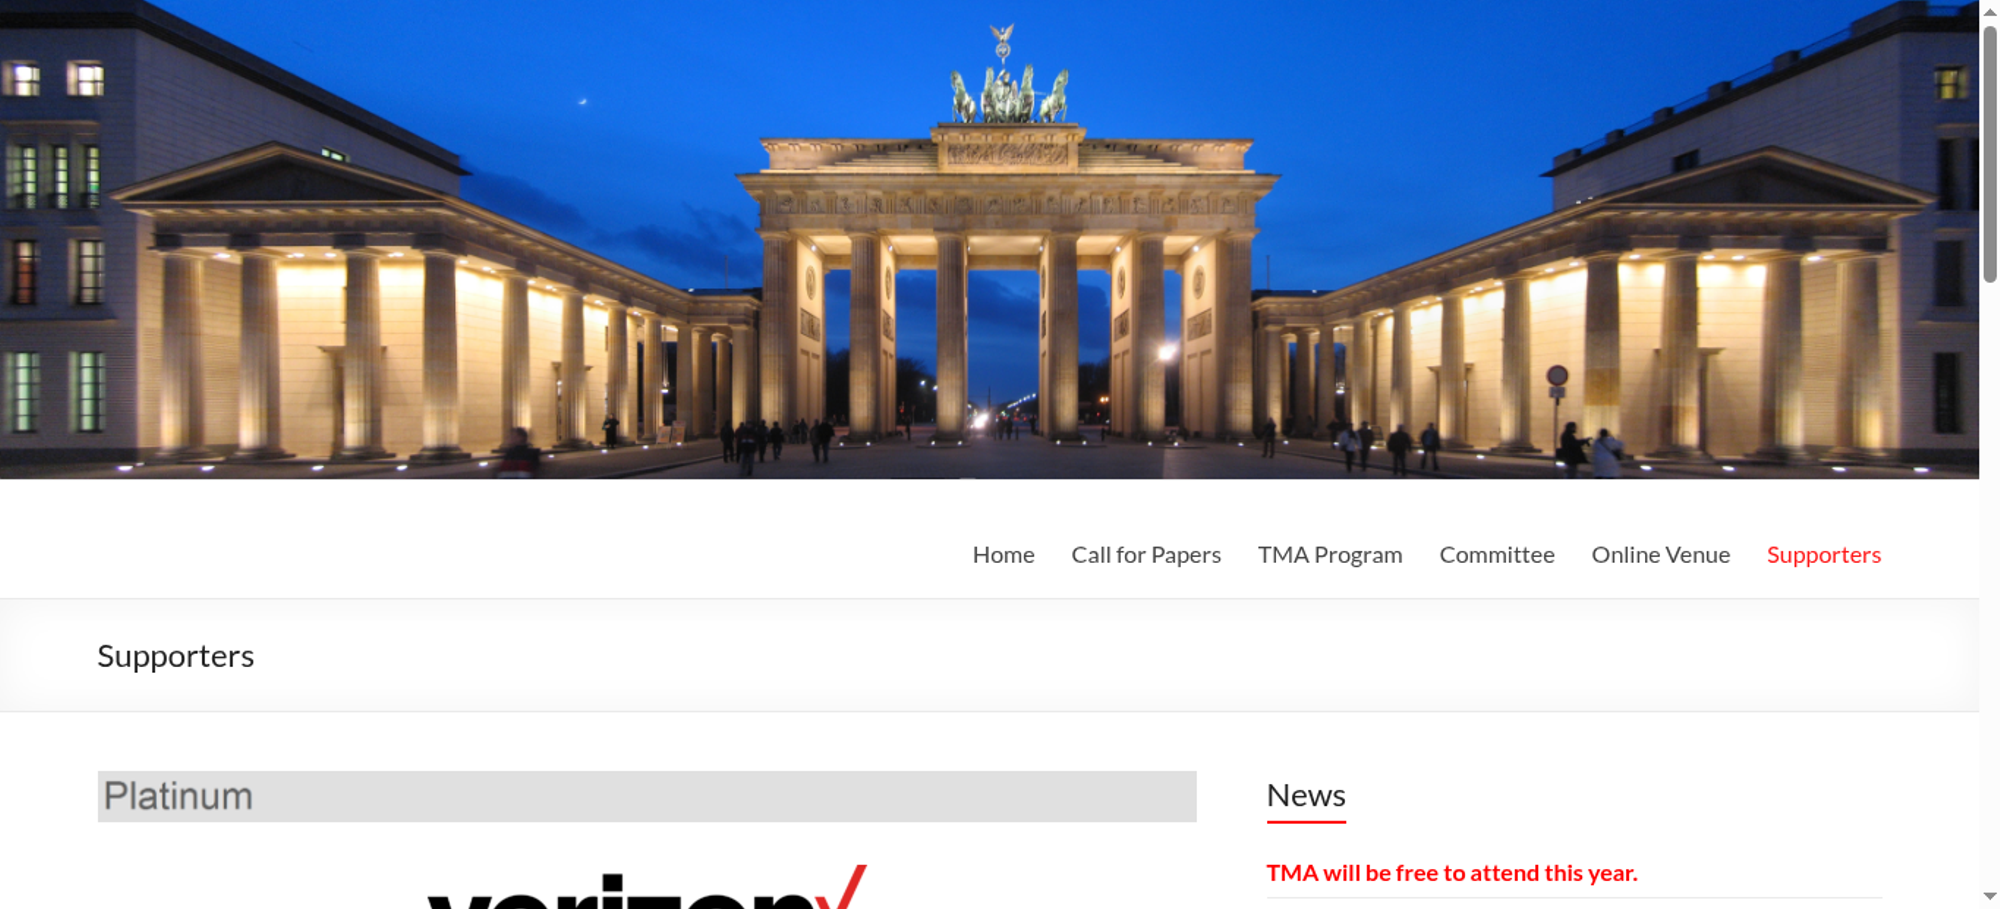 Home Call for Papers TMA Program Committee Online Venue Supporters
Supporters
Platinum
verizon
News
TMA will be free to attend this year.